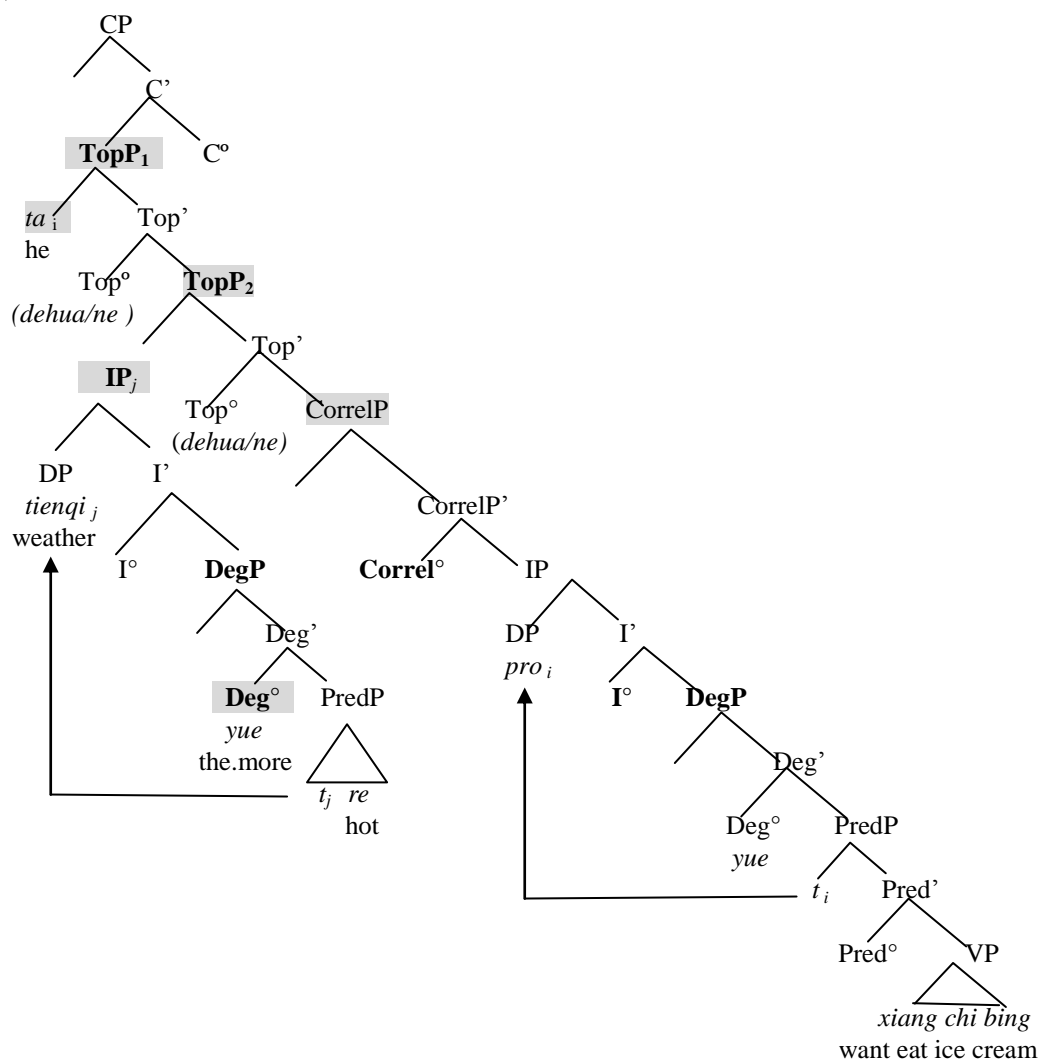 CP
C’
TopP1 Cº
ta i Top’
he
Topº TopP2
(dehua/ne )
Top’
IPj
Top° CorrelP
(dehua/ne)
DP I’
tienqi j CorrelP’
weather
I° DegP Correl° IP
Deg’ DP I’
pro i
Deg° PredP I° DegP
yue
the.more Deg’
tj re
hot Deg° PredP
yue
t i Pred’
Pred° VP
xiang chi bing
want eat ice cream